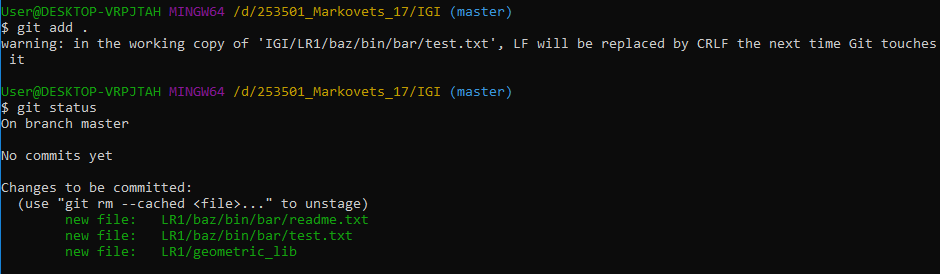 User@DESKTOP-VRPJTAH MINGW64 /d/253501_Markovets_17/IGI (master)
$ git add .
warning: in the working copy of 'IGI/LR1/baz/bin/bar/test.txt', LF will be replaced by CRLF the next time Git touches
 it

User@DESKTOP-VRPJTAH MINGW64 /d/253501_Markovets_17/IGI (master)
$ git status
On branch master

No commits yet

Changes to be committed:
  (use "git rm --cached <file>..." to unstage)
        new file:   LR1/baz/bin/bar/readme.txt
        new file:   LR1/baz/bin/bar/test.txt
        new file:   LR1/geometric_lib